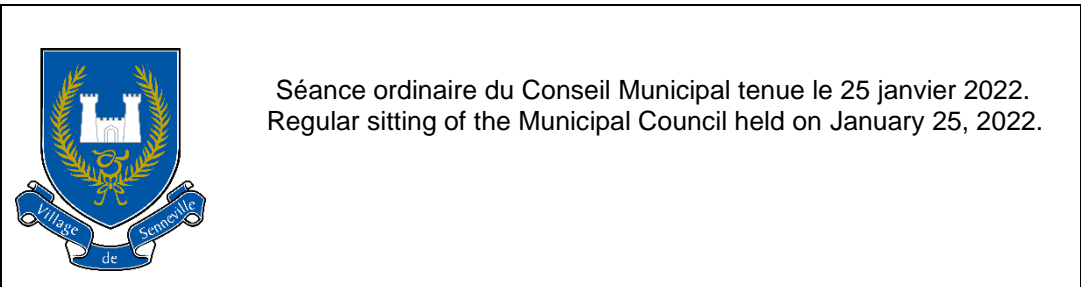 Séance ordinaire du Conseil Municipal tenue le 25 janvier 2022.
Regular sitting of the Municipal Council held on January 25, 2022.
Village
de
Senneville